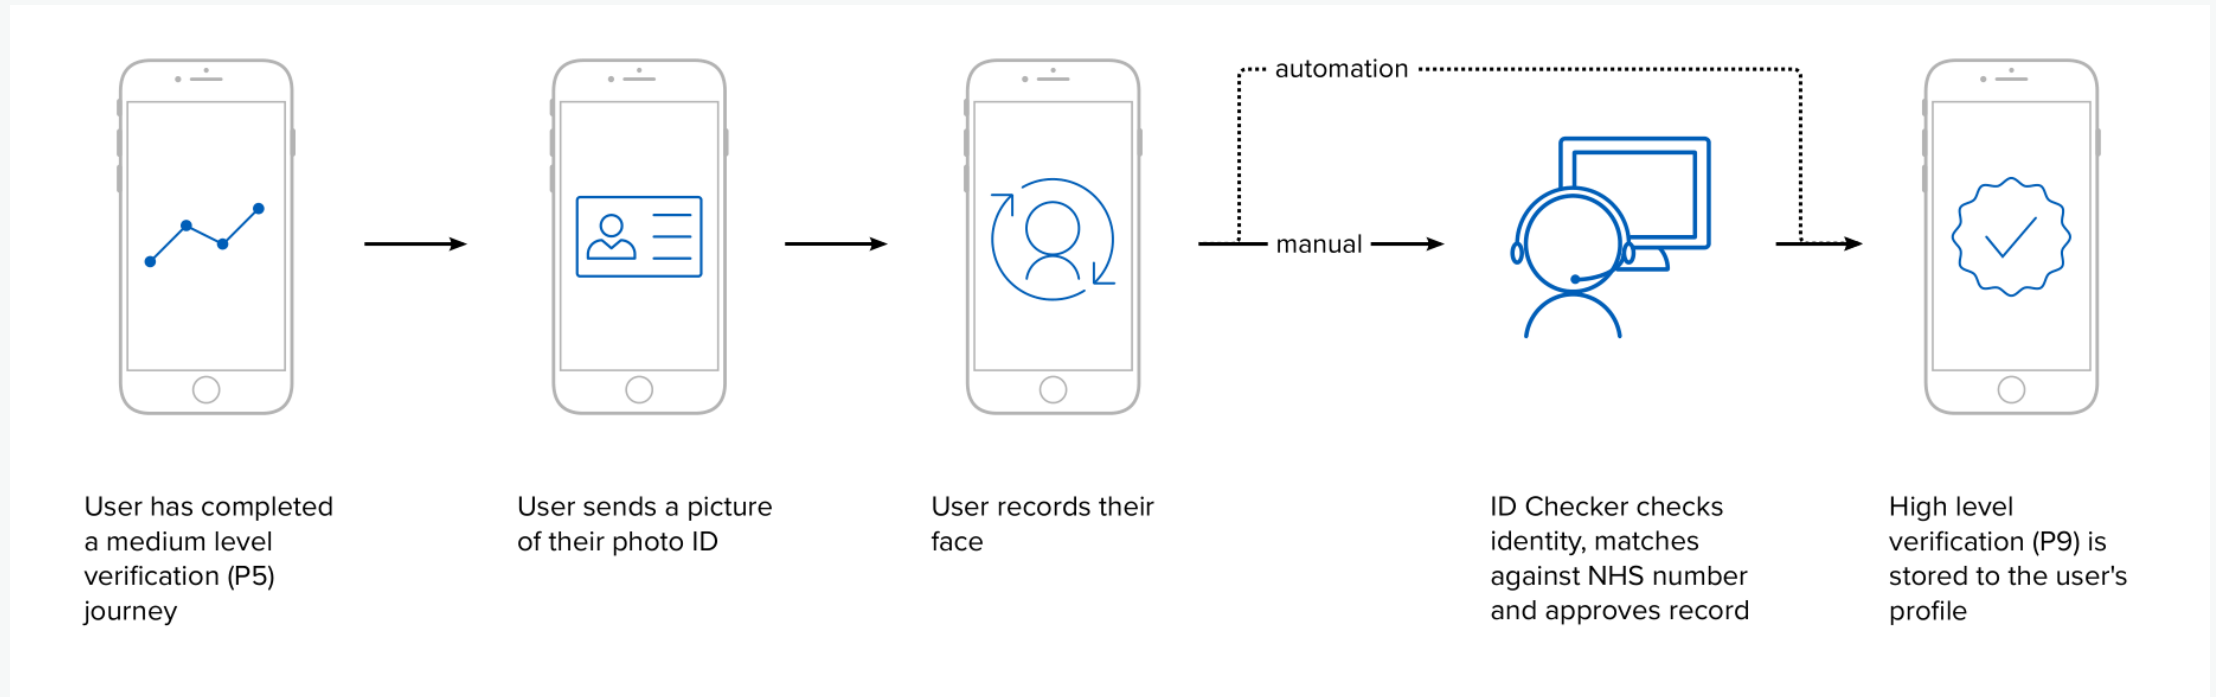 automation
manual
User has completed
a medium level
verification (P5)
journey
User sends a picture
of their photo ID
User records their
face
ID Checker checks
identity, matches
against NHS number
and approves record
High level
verification (P9) is
stored to the user's
profile